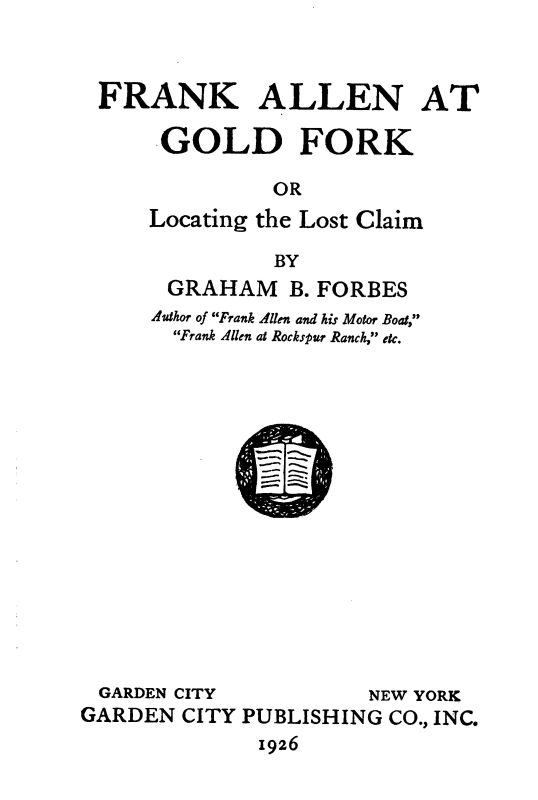 FRANK ALLEN AT
GOLD FORK
OR
Locating the Lost Claim
BY
GRAHAM B. FORBES
Author of "Frank Allen and his Motor Boat,"
"Frank Allen at Rockspur Ranch," etc.
GARDEN CITY NEW YORK
GARDEN CITY PUBLISHING CO., INC.
1926